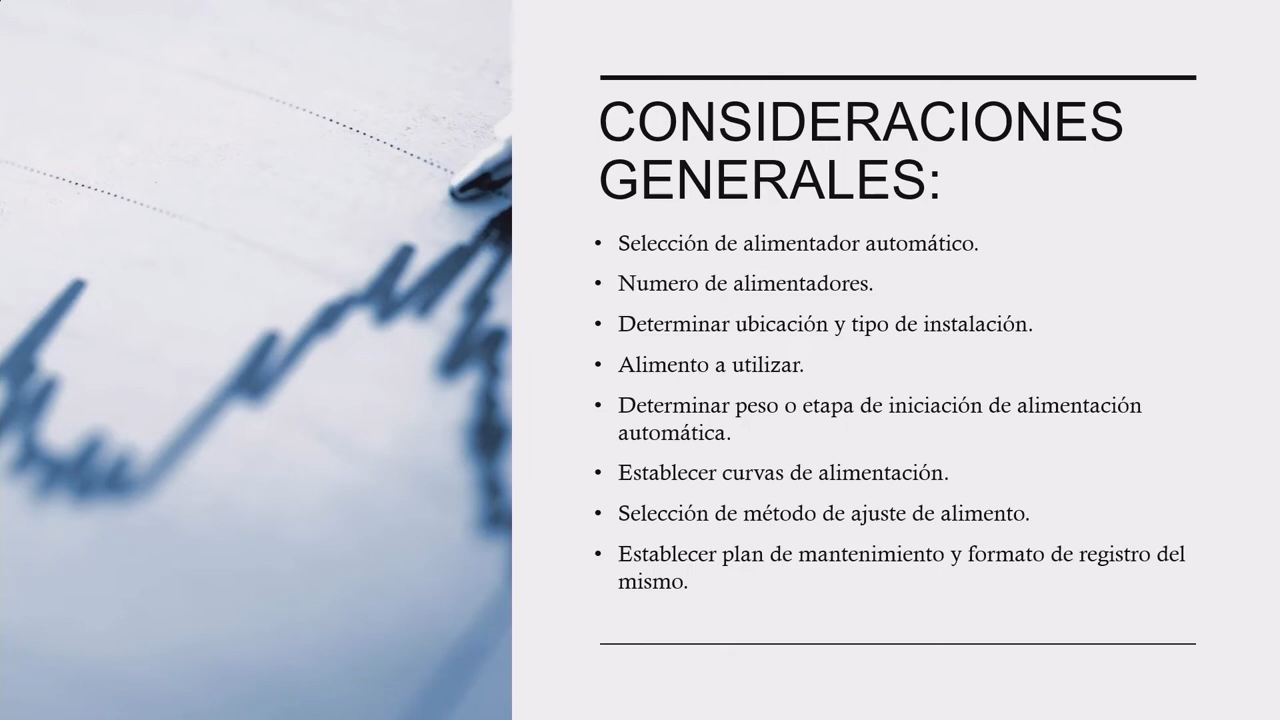 CONSIDERACIONES
GENERALES:
• Selección de alimentador automático.
• Numero de alimentadores.
• Determinar ubicación y tipo de instalación.
• Alimento a utilizar.
• Determinar peso o etapa de iniciación de alimentación
automática.
• Establecer curvas de alimentación.
• Selección de método de ajuste de alimento.
• Establecer plan de mantenimiento y formato de registro del
mismo.